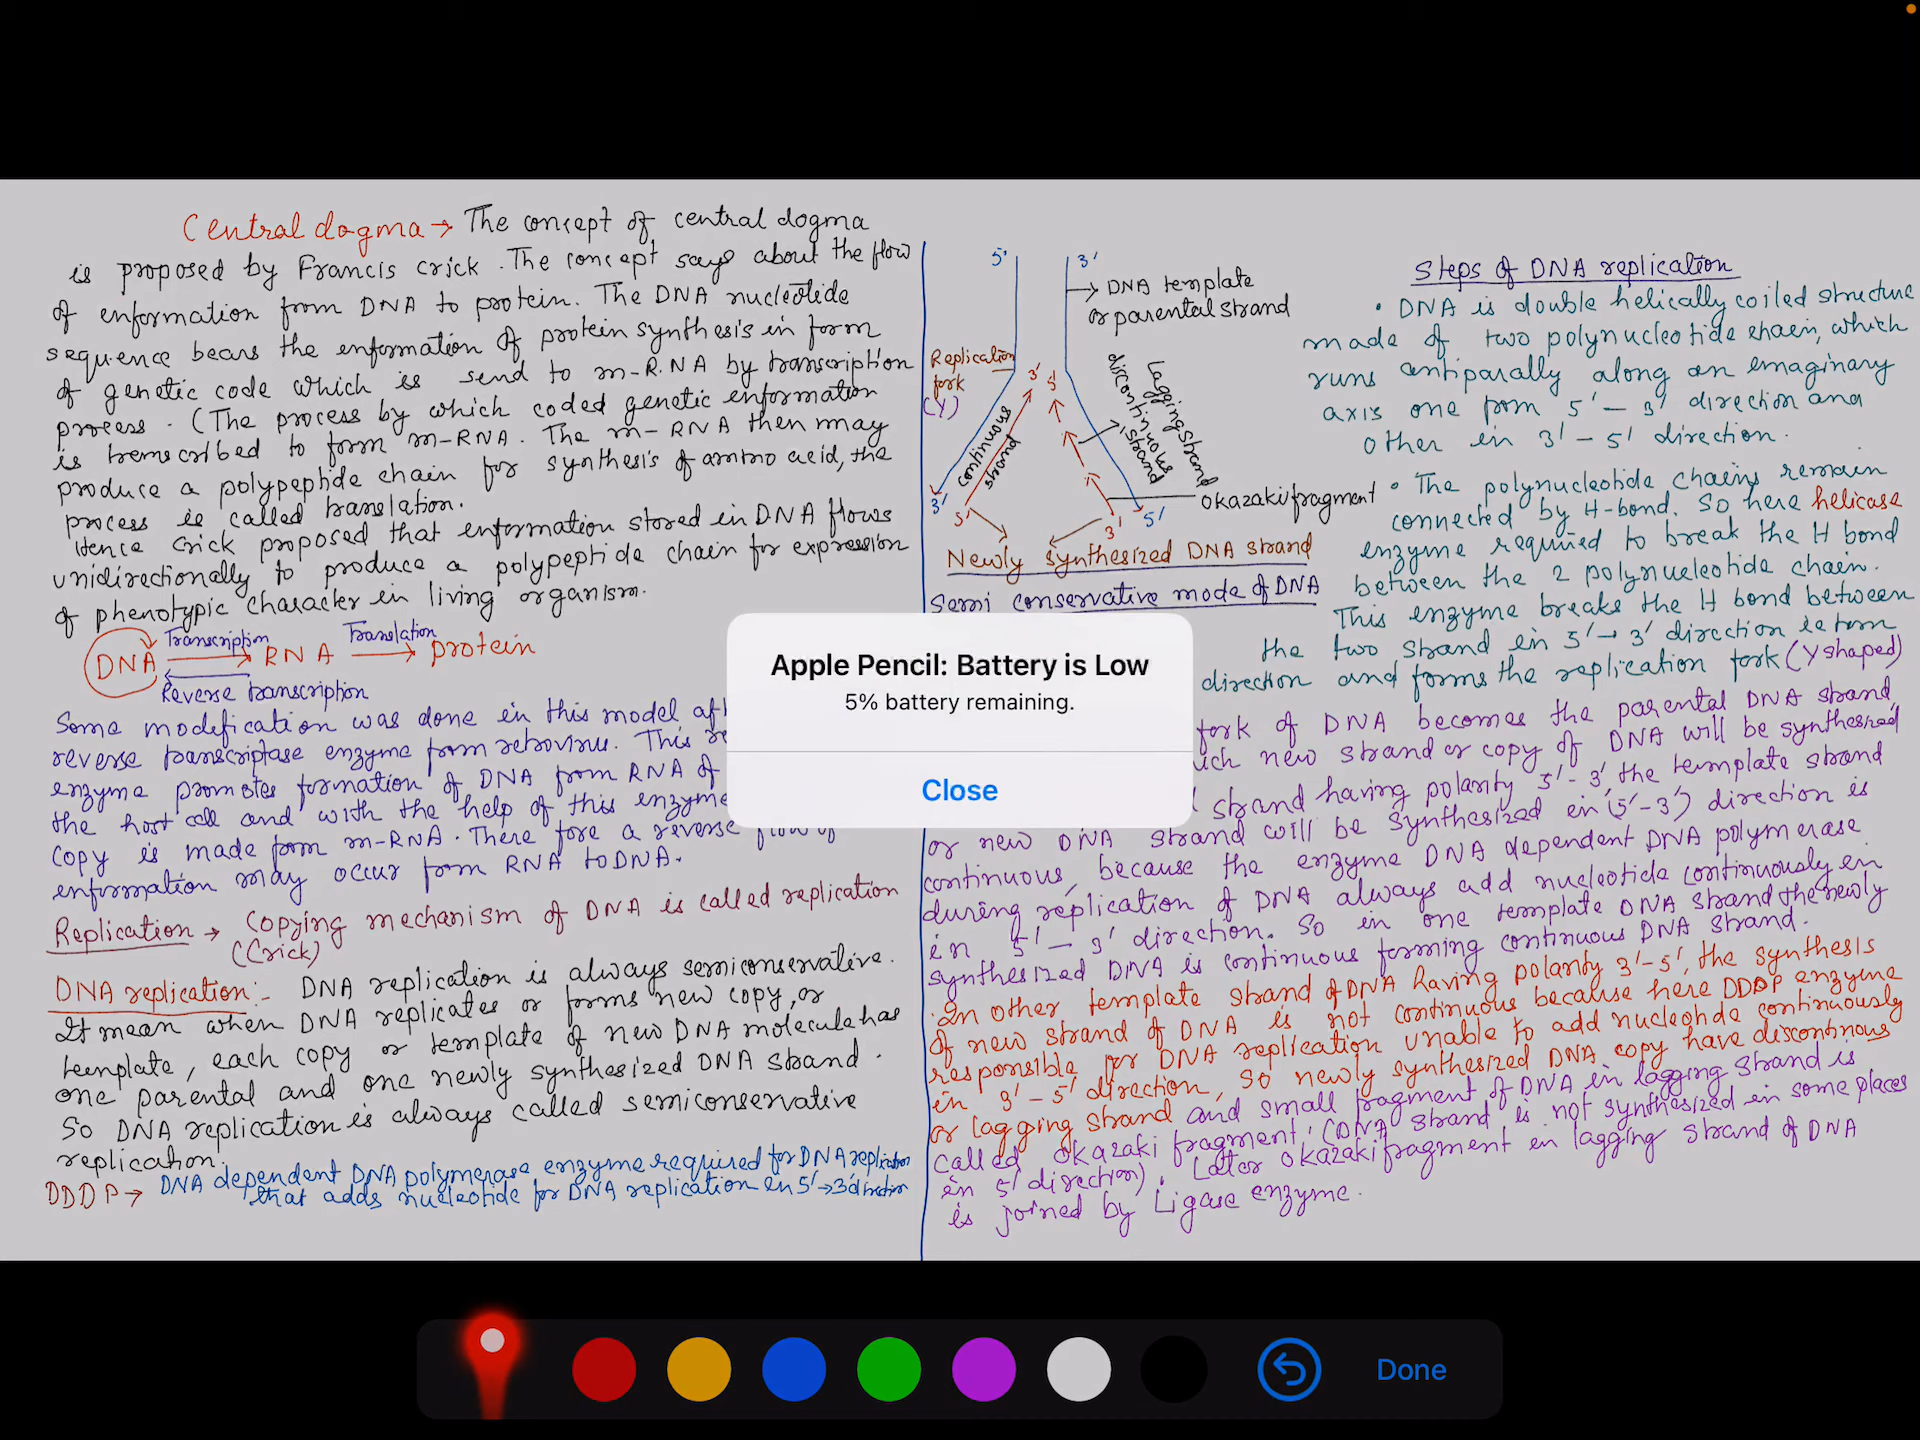 Central dogma → The concept of central dogma
is proposed by Francis Crick. The concept says about the flow
of enformation from DNA to protein. The DNA nucleotide
sequence bears the enformation of protein synthesis in form
of genetic code which is send to m-RNA by transcription
process. (The process by which coded genetic enformation
is transcribed to form m-RNA. The m-RNA then may
produce a polypeptide chain for synthesis of amino acid, the
process is called translation.
Hence Crick proposed that enformation stored in DNA flows
unidirectionally to produce a polypeptide chain for expression
of phenotypic character in living organism.
DNA Transcription RNA Translation protein
Reverse transcription
Some modification was done in this model
reverse transcriptase enzyme from retrovirus. This
enzyme promotes formation of DNA from RNA of
the host cell and with the help of this enzyme
copy is made from m-RNA. There fore a reverse flow of
enformation may occur from RNA to DNA.
Replication → Copying mechanism of DNA is called replication
(Crick)
DNA replication:- DNA replication is always semiconservative.
It mean when DNA replicates or forms new copy, or
template, each copy or template of new DNA molecule has
one parental and one newly synthesized DNA strand.
So DNA replication is always called semiconservative
replication.
DDDP → DNA dependent DNA polymerase enzyme required for DNA replication
that adds nucleotide for DNA replication en 5' → 3' direction
5' 3'
DNA template
or parental strand
Replication
fork
(Y)
3' 5'
continuous
strand
discontinuous
strand
Lagging strand
Okazaki fragment
3' 5' 3' 5'
Newly synthesized DNA strand
Semi conservative mode of DNA
Steps of DNA replication
• DNA is double helically coiled structure
made of two polynucleotide chain, which
runs antiparally along an emaginary
axis one from 5' – 3' direction and
other in 3' – 5' direction.
• The polynucleotide chains remain
connected by H-bond. So here helicase
enzyme required to break the H bond
between the 2 polynucleotide chain.
This enzyme breaks the H bond between
the two strand en 5' → 3' direction
direction and forms the replication fork (Y shaped)
fork of DNA becomes the parental DNA strand,
new strand or copy of DNA will be synthesized
strand having polarity 5' - 3', the template strand
or new DNA strand will be synthesized en (5' - 3') direction is
continuous, because the enzyme DNA dependent DNA polymerase
during replication of DNA always add nucleotide continuously en
en 5' – 3' direction. So in one template DNA strand the newly
synthesized DNA is continuous forming continuous DNA strand.
• In other template strand of DNA having polarity 3' - 5', the synthesis
of new strand of DNA is not continuous because here DDDP enzyme
responsible for DNA replication unable to add nucleotide continuously
in 3' – 5' direction, so newly synthesized DNA copy have discontinous
or lagging strand and small fragment of DNA en lagging strand is
called okazaki fragment. (DNA strand is not synthesized in some places
in 5' direction). Later okazaki fragment en lagging strand of DNA
is joined by Ligase enzyme.
Apple Pencil: Battery is Low
5% battery remaining.
Close
Done